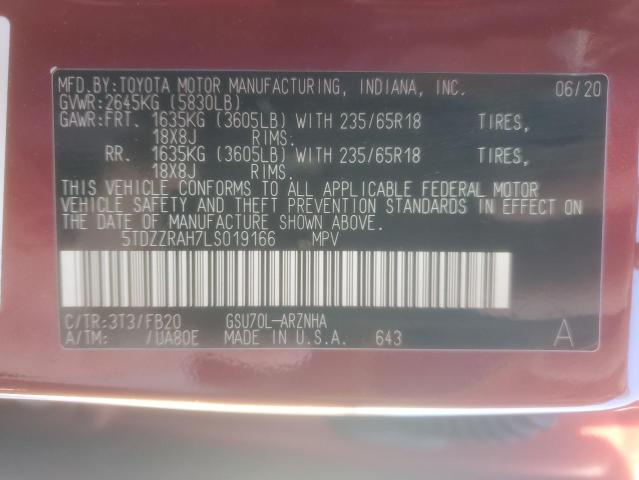 MFD.BY:TOYOTA MOTOR MANUFACTURING, INDIANA, INC. 06/20
GVWR:2645KG (5830LB)
GAWR:FRT. 1635KG (3605LB) WITH 235/65R18 TIRES,
18X8J RIMS.
RR. 1635KG (3605LB) WITH 235/65R18 TIRES,
18X8J RIMS.
THIS VEHICLE CONFORMS TO ALL APPLICABLE FEDERAL MOTOR
VEHICLE SAFETY AND THEFT PREVENTION STANDARDS IN EFFECT ON
THE DATE OF MANUFACTURE SHOWN ABOVE.
5TDZZRAH7LS019166 MPV
C/TR:3T3/FB20 GSU70L-ARZNHA
A/TM: /UA80E MADE IN U.S.A. 643 A